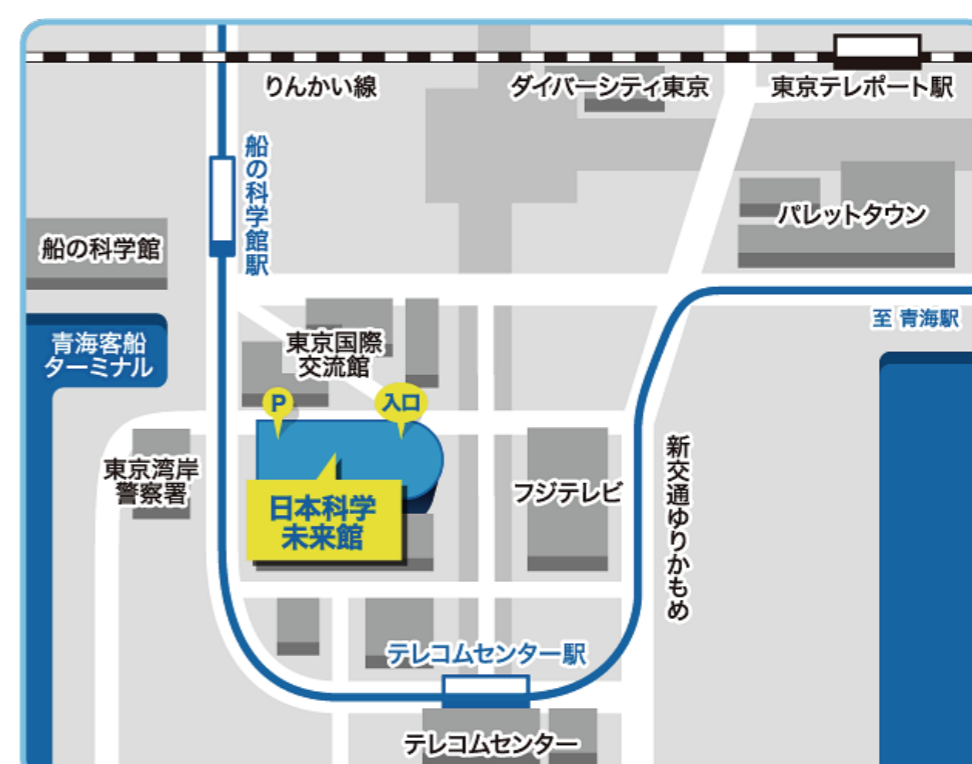 りんかい線
ダイバーシティ東京
東京テレポート駅
船の科学館駅
船の科学館
パレットタウン
至 青海駅
青海客船
ターミナル
東京国際
交流館
P
入口
東京湾岸
警察署
日本科学
未来館
フジテレビ
新交通ゆりかもめ
テレコムセンター駅
テレコムセンター